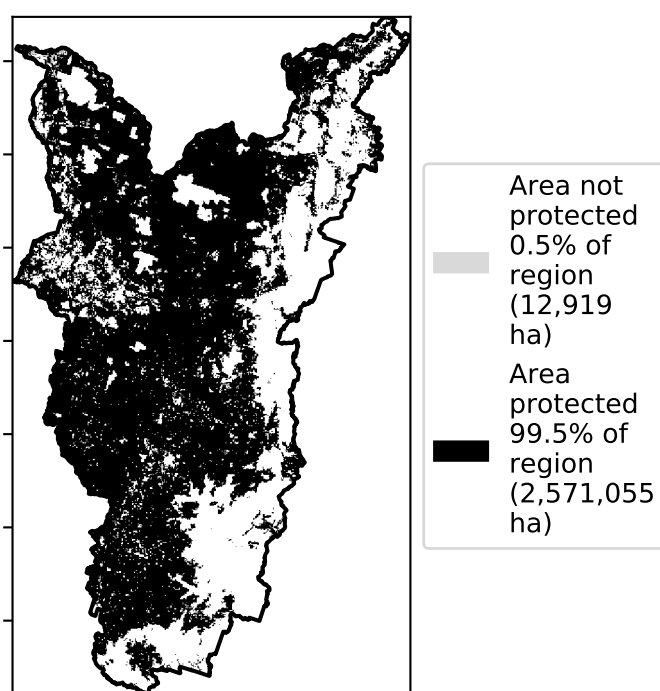 Area not
protected
0.5% of
region
(12,919
ha)
Area
protected
99.5% of
region
(2,571,055
ha)